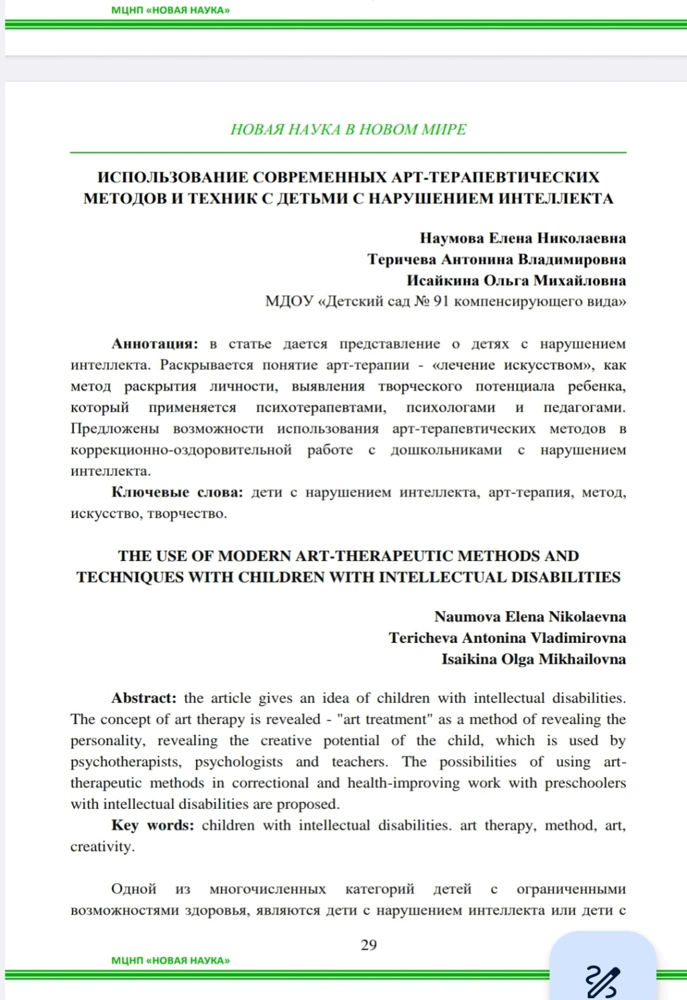 МЦНП «НОВАЯ НАУКА»
НОВАЯ НАУКА В НОВОМ МИРЕ
ИСПОЛЬЗОВАНИЕ СОВРЕМЕННЫХ АРТ-ТЕРАПЕВТИЧЕСКИХ
МЕТОДОВ И ТЕХНИК С ДЕТЬМИ С НАРУШЕНИЕМ ИНТЕЛЛЕКТА
Наумова Елена Николаевна
Теричева Антонина Владимировна
Исайкина Ольга Михайловна
МДОУ «Детский сад № 91 компенсирующего вида»
Аннотация: в статье дается представление о детях с нарушением
интеллекта. Раскрывается понятие арт-терапии - «лечение искусством», как
метод раскрытия личности, выявления творческого потенциала ребенка,
который применяется психотерапевтами, психологами и педагогами.
Предложены возможности использования арт-терапевтических методов в
коррекционно-оздоровительной работе с дошкольниками с нарушением
интеллекта.
Ключевые слова: дети с нарушением интеллекта, арт-терапия, метод,
искусство, творчество.
THE USE OF MODERN ART-THERAPEUTIC METHODS AND
TECHNIQUES WITH CHILDREN WITH INTELLECTUAL DISABILITIES
Naumova Elena Nikolaevna
Tericheva Antonina Vladimirovna
Isaikina Olga Mikhailovna
Abstract: the article gives an idea of children with intellectual disabilities.
The concept of art therapy is revealed - "art treatment" as a method of revealing the
personality, revealing the creative potential of the child, which is used by
psychotherapists, psychologists and teachers. The possibilities of using art-
therapeutic methods in correctional and health-improving work with preschoolers
with intellectual disabilities are proposed.
Key words: children with intellectual disabilities. art therapy, method, art,
creativity.
Одной из многочисленных категорий детей с ограниченными
возможностями здоровья, являются дети с нарушением интеллекта или дети с
29
МЦНП «НОВАЯ НАУКА»